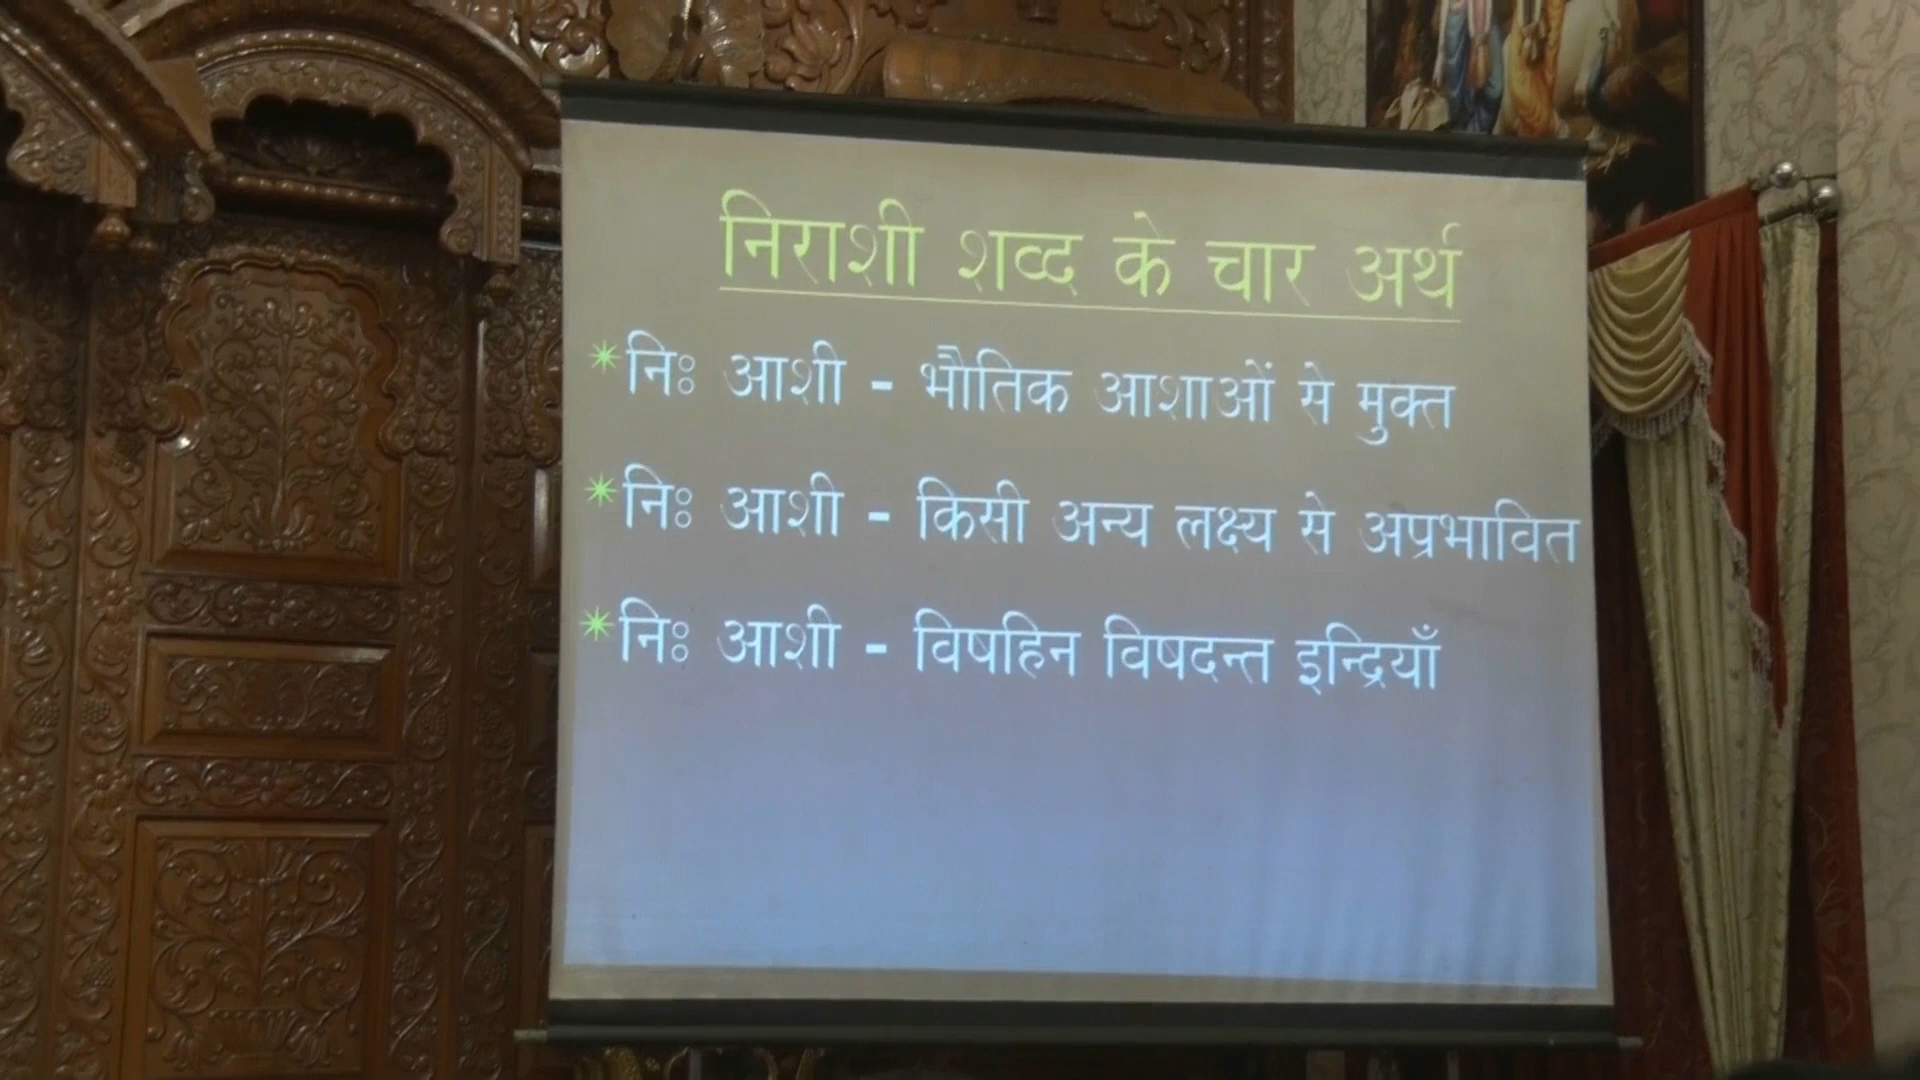 निराशी शव्द के चार अर्थ
*निः आशी - भौतिक आशाओं से मुक्त
*निः आशी - किसी अन्य लक्ष्य से अप्रभावित
*निः आशी - विषहिन विषदन्त इन्द्रियाँ